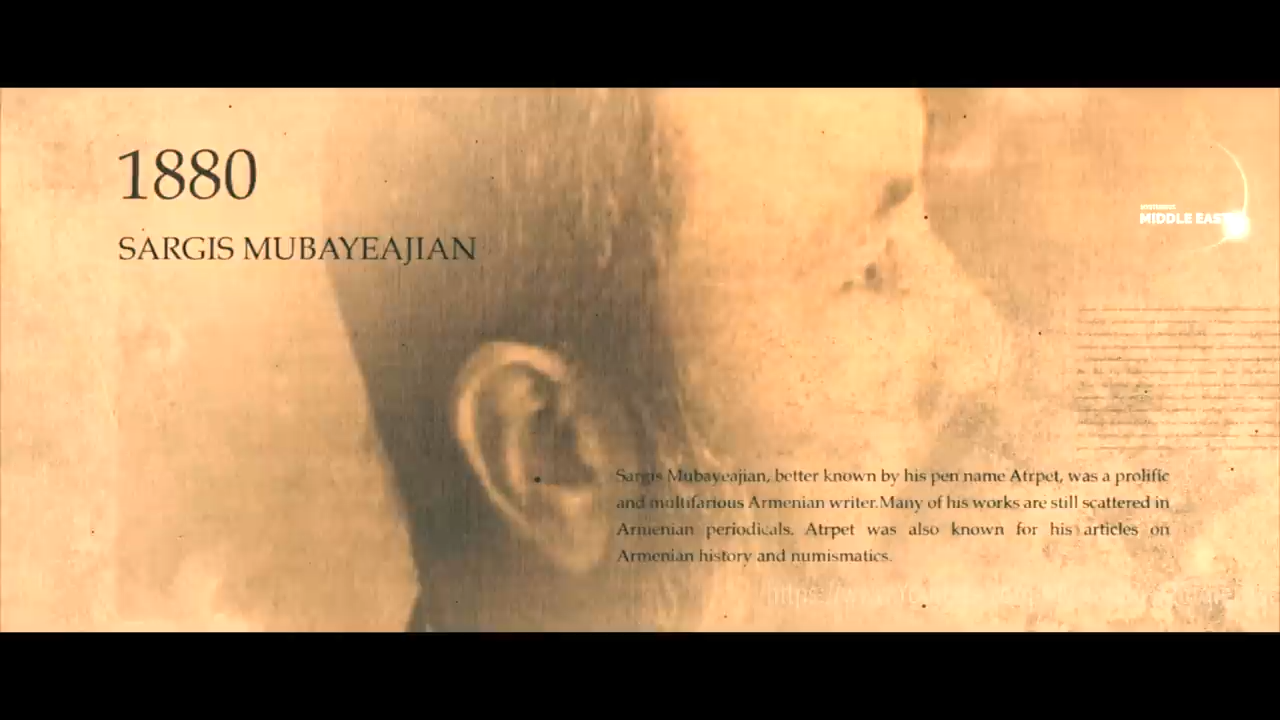 1880
SARGIS MUBAYEAJIAN
MYSTERIOUS
MIDDLE EAST
Sargis Mubayeajian, better known by his pen name Atrpet, was a prolific
and multifarious Armenian writer.Many of his works are still scattered in
Armenian periodicals. Atrpet was also known for his articles on
Armenian history and numismatics.